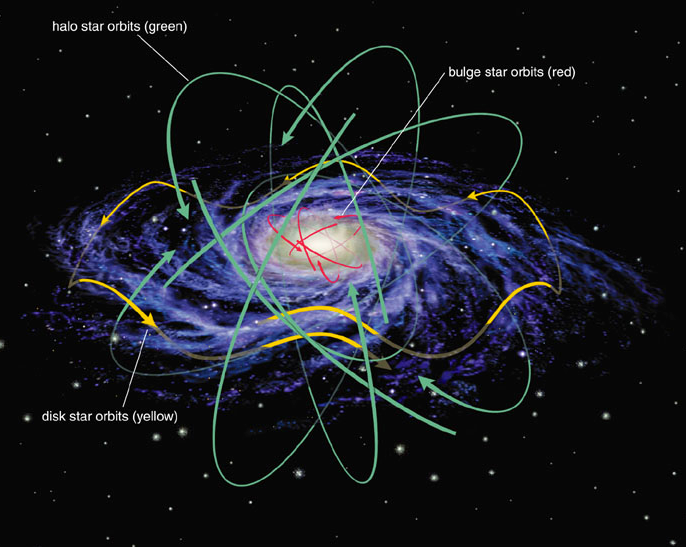 halo star orbits (green)
bulge star orbits (red)
disk star orbits (yellow)